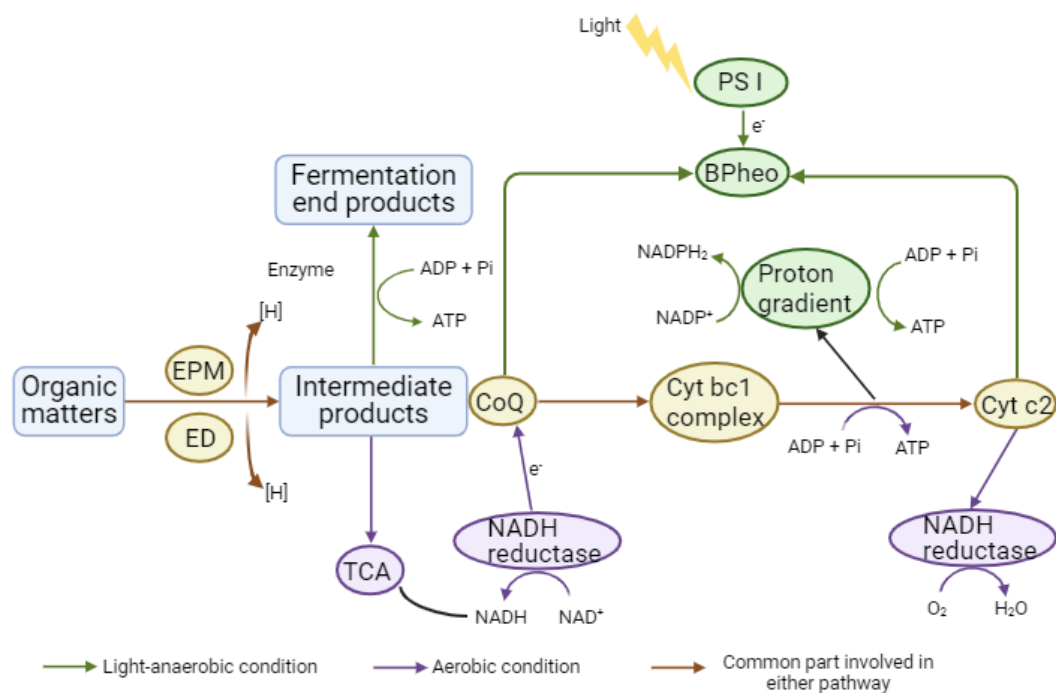 Light
PS I
e⁻
BPheo
Fermentation
end products
Enzyme
ADP + Pi
ATP
[H]
NADPH₂
NADP⁺
Proton
gradient
ADP + Pi
ATP
EPM
Organic
matters
ED
[H]
Intermediate
products
CoQ
Cyt bc1
complex
ADP + Pi
ATP
Cyt c2
e⁻
NADH
reductase
TCA
NADH
NAD⁺
NADH
reductase
O₂
H₂O
Light-anaerobic condition
Aerobic condition
Common part involved in
either pathway